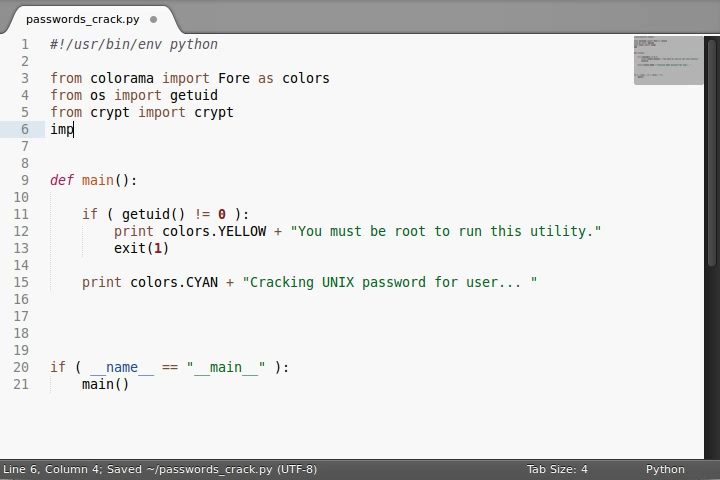 passwords_crack.py
1 #!/usr/bin/env python
2
3 from colorama import Fore as colors
4 from os import getuid
5 from crypt import crypt
6 imp
7
8
9 def main():
10
11 if ( getuid() != 0 ):
12 print colors.YELLOW + "You must be root to run this utility."
13 exit(1)
14
15 print colors.CYAN + "Cracking UNIX password for user... "
16
17
18
19
20 if ( __name__ == "__main__" ):
21 main()
Line 6, Column 4; Saved ~/passwords_crack.py (UTF-8) Tab Size: 4 Python